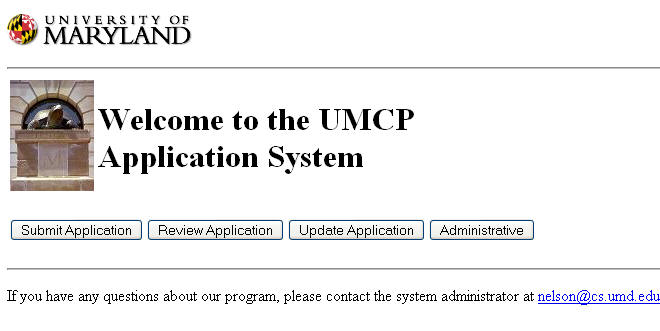 UNIVERSITY OF
MARYLAND
Welcome to the UMCP
Application System
M
Submit Application Review Application Update Application Administrative
If you have any questions about our program, please contact the system administrator at nelson@cs.umd.edu